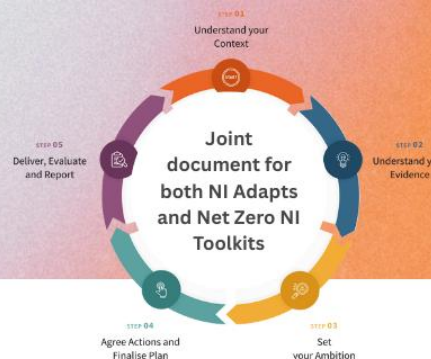 STEP 01
Understand your
Context
STEP 02
Understand y
Evidence
STEP 03
Set
your Ambition
STEP 04
Agree Actions and
Finalise Plan
STEP 05
Deliver, Evaluate
and Report
START
Joint
document for
both NI Adapts
and Net Zero NI
Toolkits